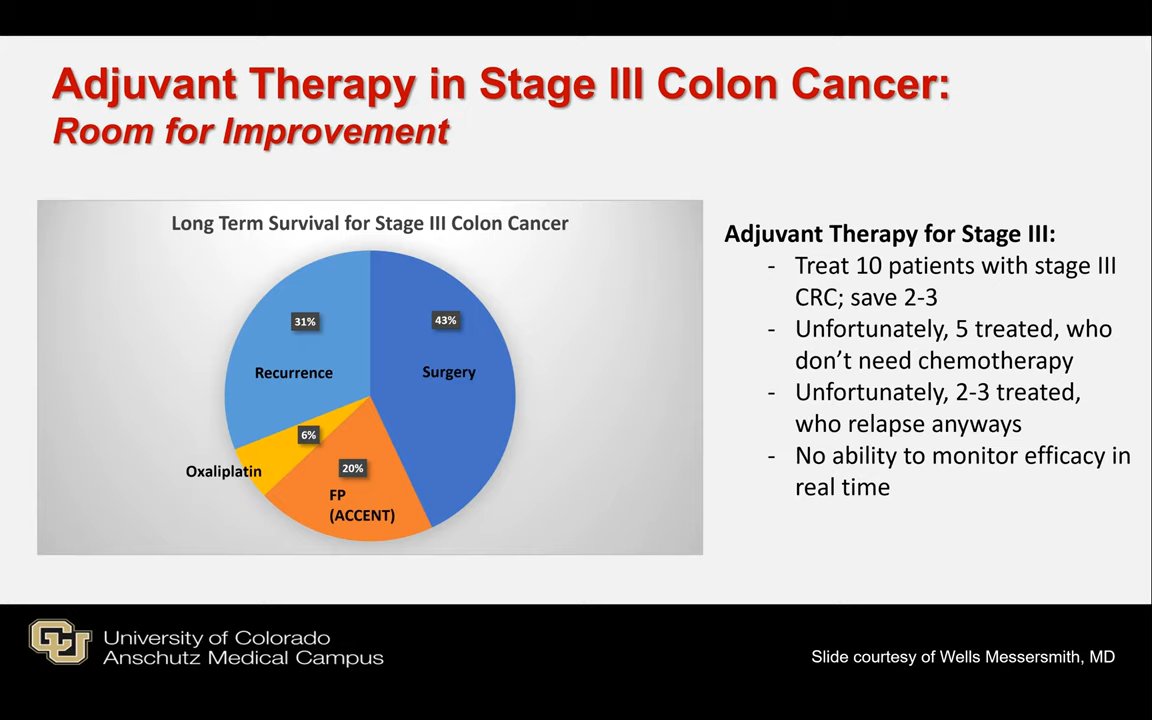 Adjuvant Therapy in Stage III Colon Cancer:
Room for Improvement
Long Term Survival for Stage III Colon Cancer
31%
43%
Recurrence
Surgery
6%
Oxaliplatin
20%
FP
(ACCENT)
Adjuvant Therapy for Stage III:
- Treat 10 patients with stage III
CRC; save 2-3
- Unfortunately, 5 treated, who
don’t need chemotherapy
- Unfortunately, 2-3 treated,
who relapse anyways
- No ability to monitor efficacy in
real time
CU
University of Colorado
Anschutz Medical Campus
Slide courtesy of Wells Messersmith, MD